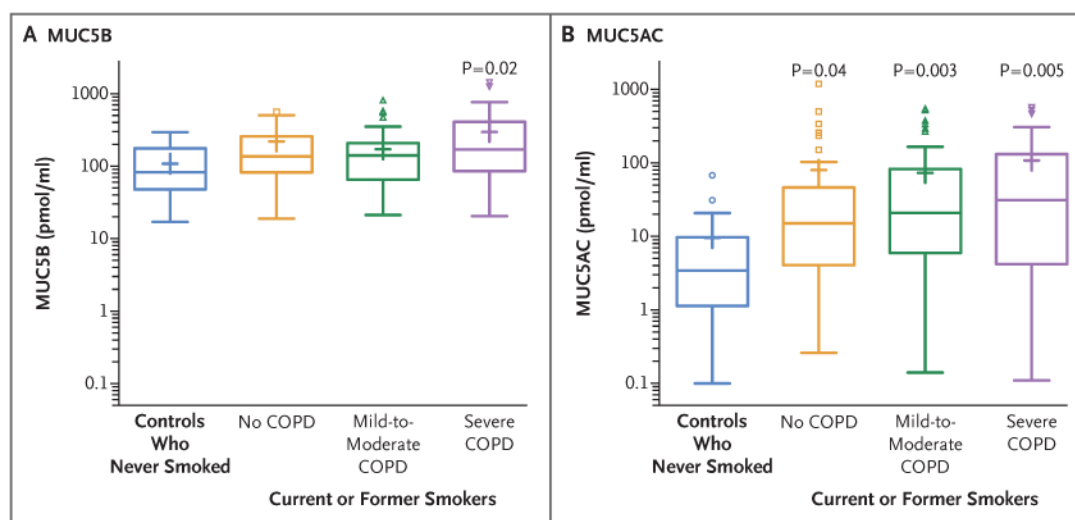 A MUC5B
P=0.02
1000
100
10
1
0.1
MUC5B (pmol/ml)
Controls
Who
Never Smoked
No COPD
Mild-to-
Moderate
COPD
Severe
COPD
Current or Former Smokers
B MUC5AC
P=0.04
P=0.003
P=0.005
1000
100
10
1
0.1
MUC5AC (pmol/ml)
Controls
Who
Never Smoked
No COPD
Mild-to-
Moderate
COPD
Severe
COPD
Current or Former Smokers